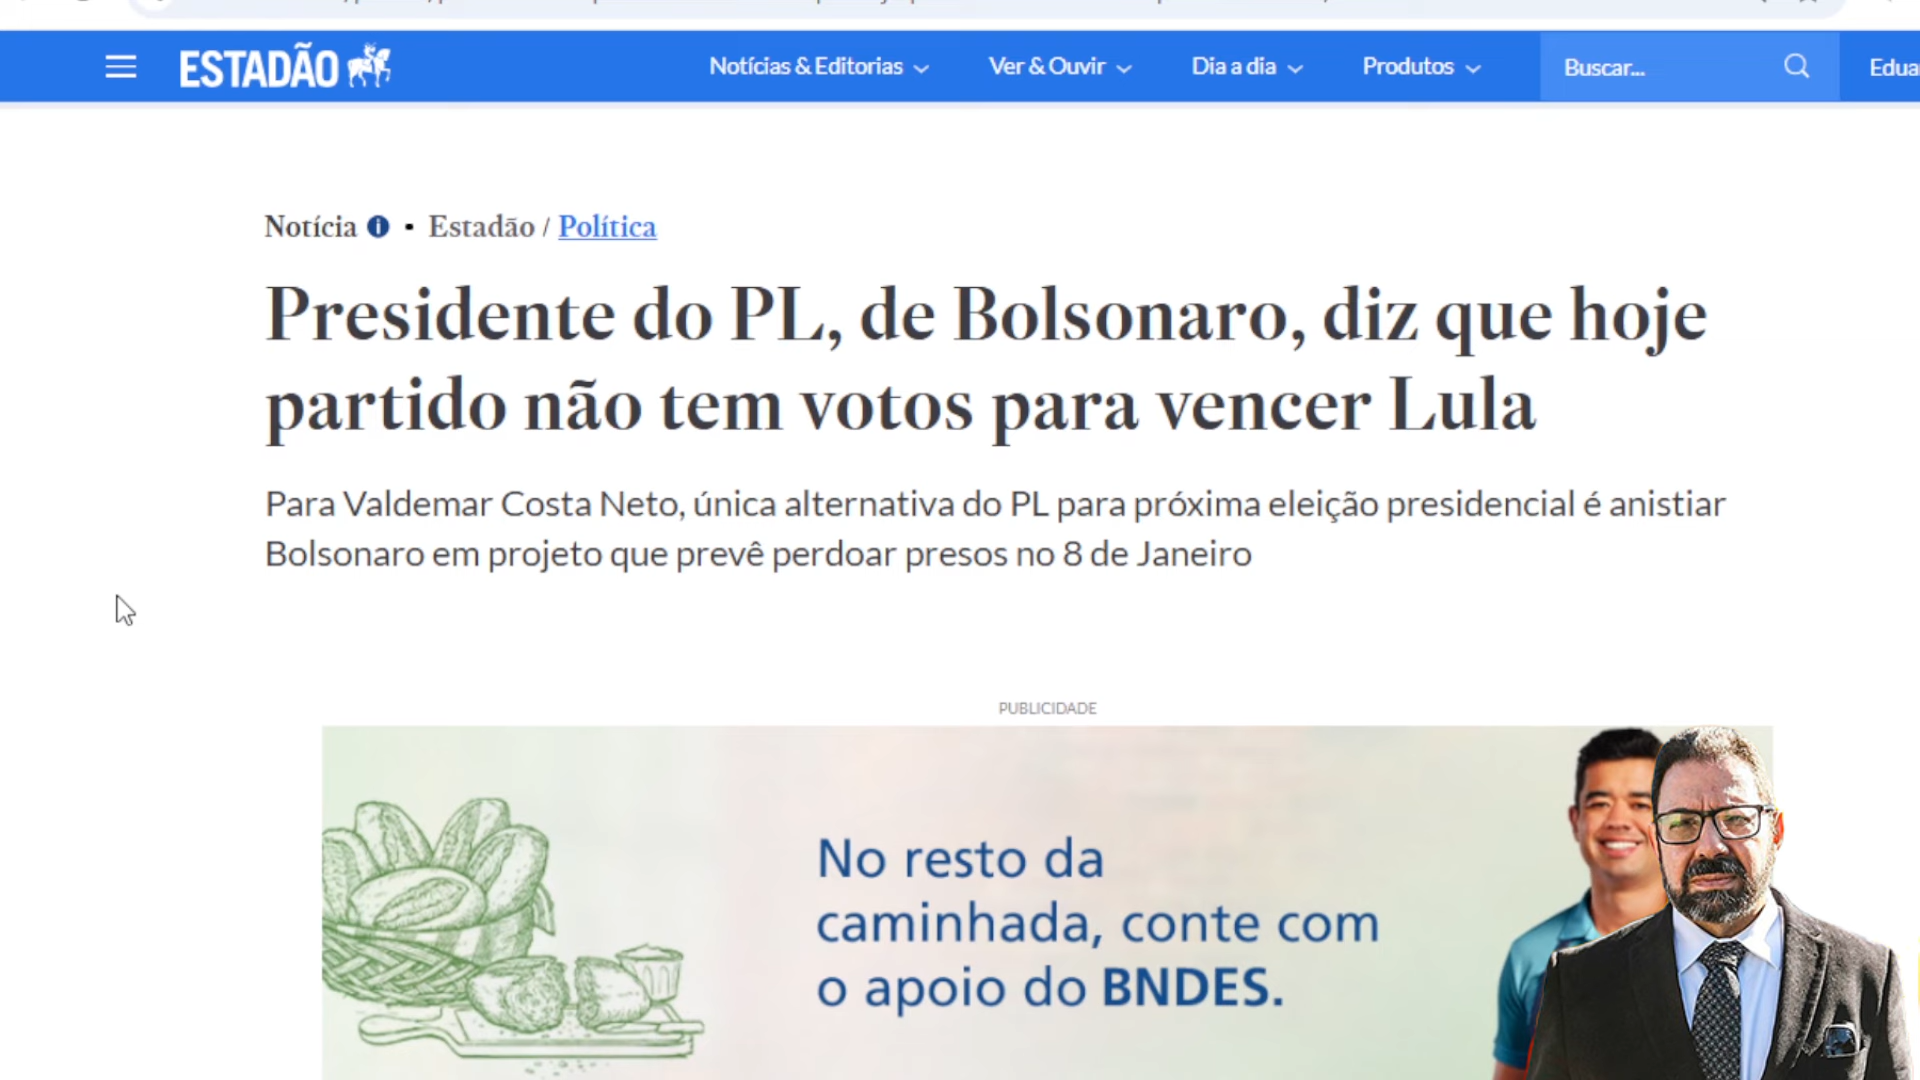 ESTADÃO
Notícias & Editorias
Ver & Ouvir
Dia a dia
Produtos
Buscar...
Notícia • Estadão / Política
Presidente do PL, de Bolsonaro, diz que hoje
partido não tem votos para vencer Lula
Para Valdemar Costa Neto, única alternativa do PL para próxima eleição presidencial é anistiar
Bolsonaro em projeto que prevê perdoar presos no 8 de Janeiro
PUBLICIDADE
No resto da
caminhada, conte com
o apoio do BNDES.